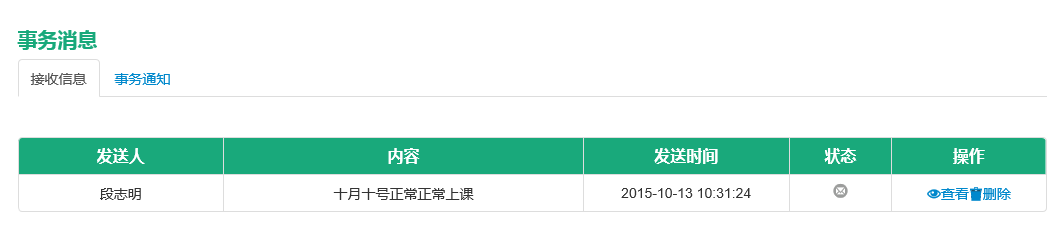 事务消息
接收信息 事务通知
发送人 内容 发送时间 状态 操作
段志明 十月十号正常正常上课 2015-10-13 10:31:24 查看删除